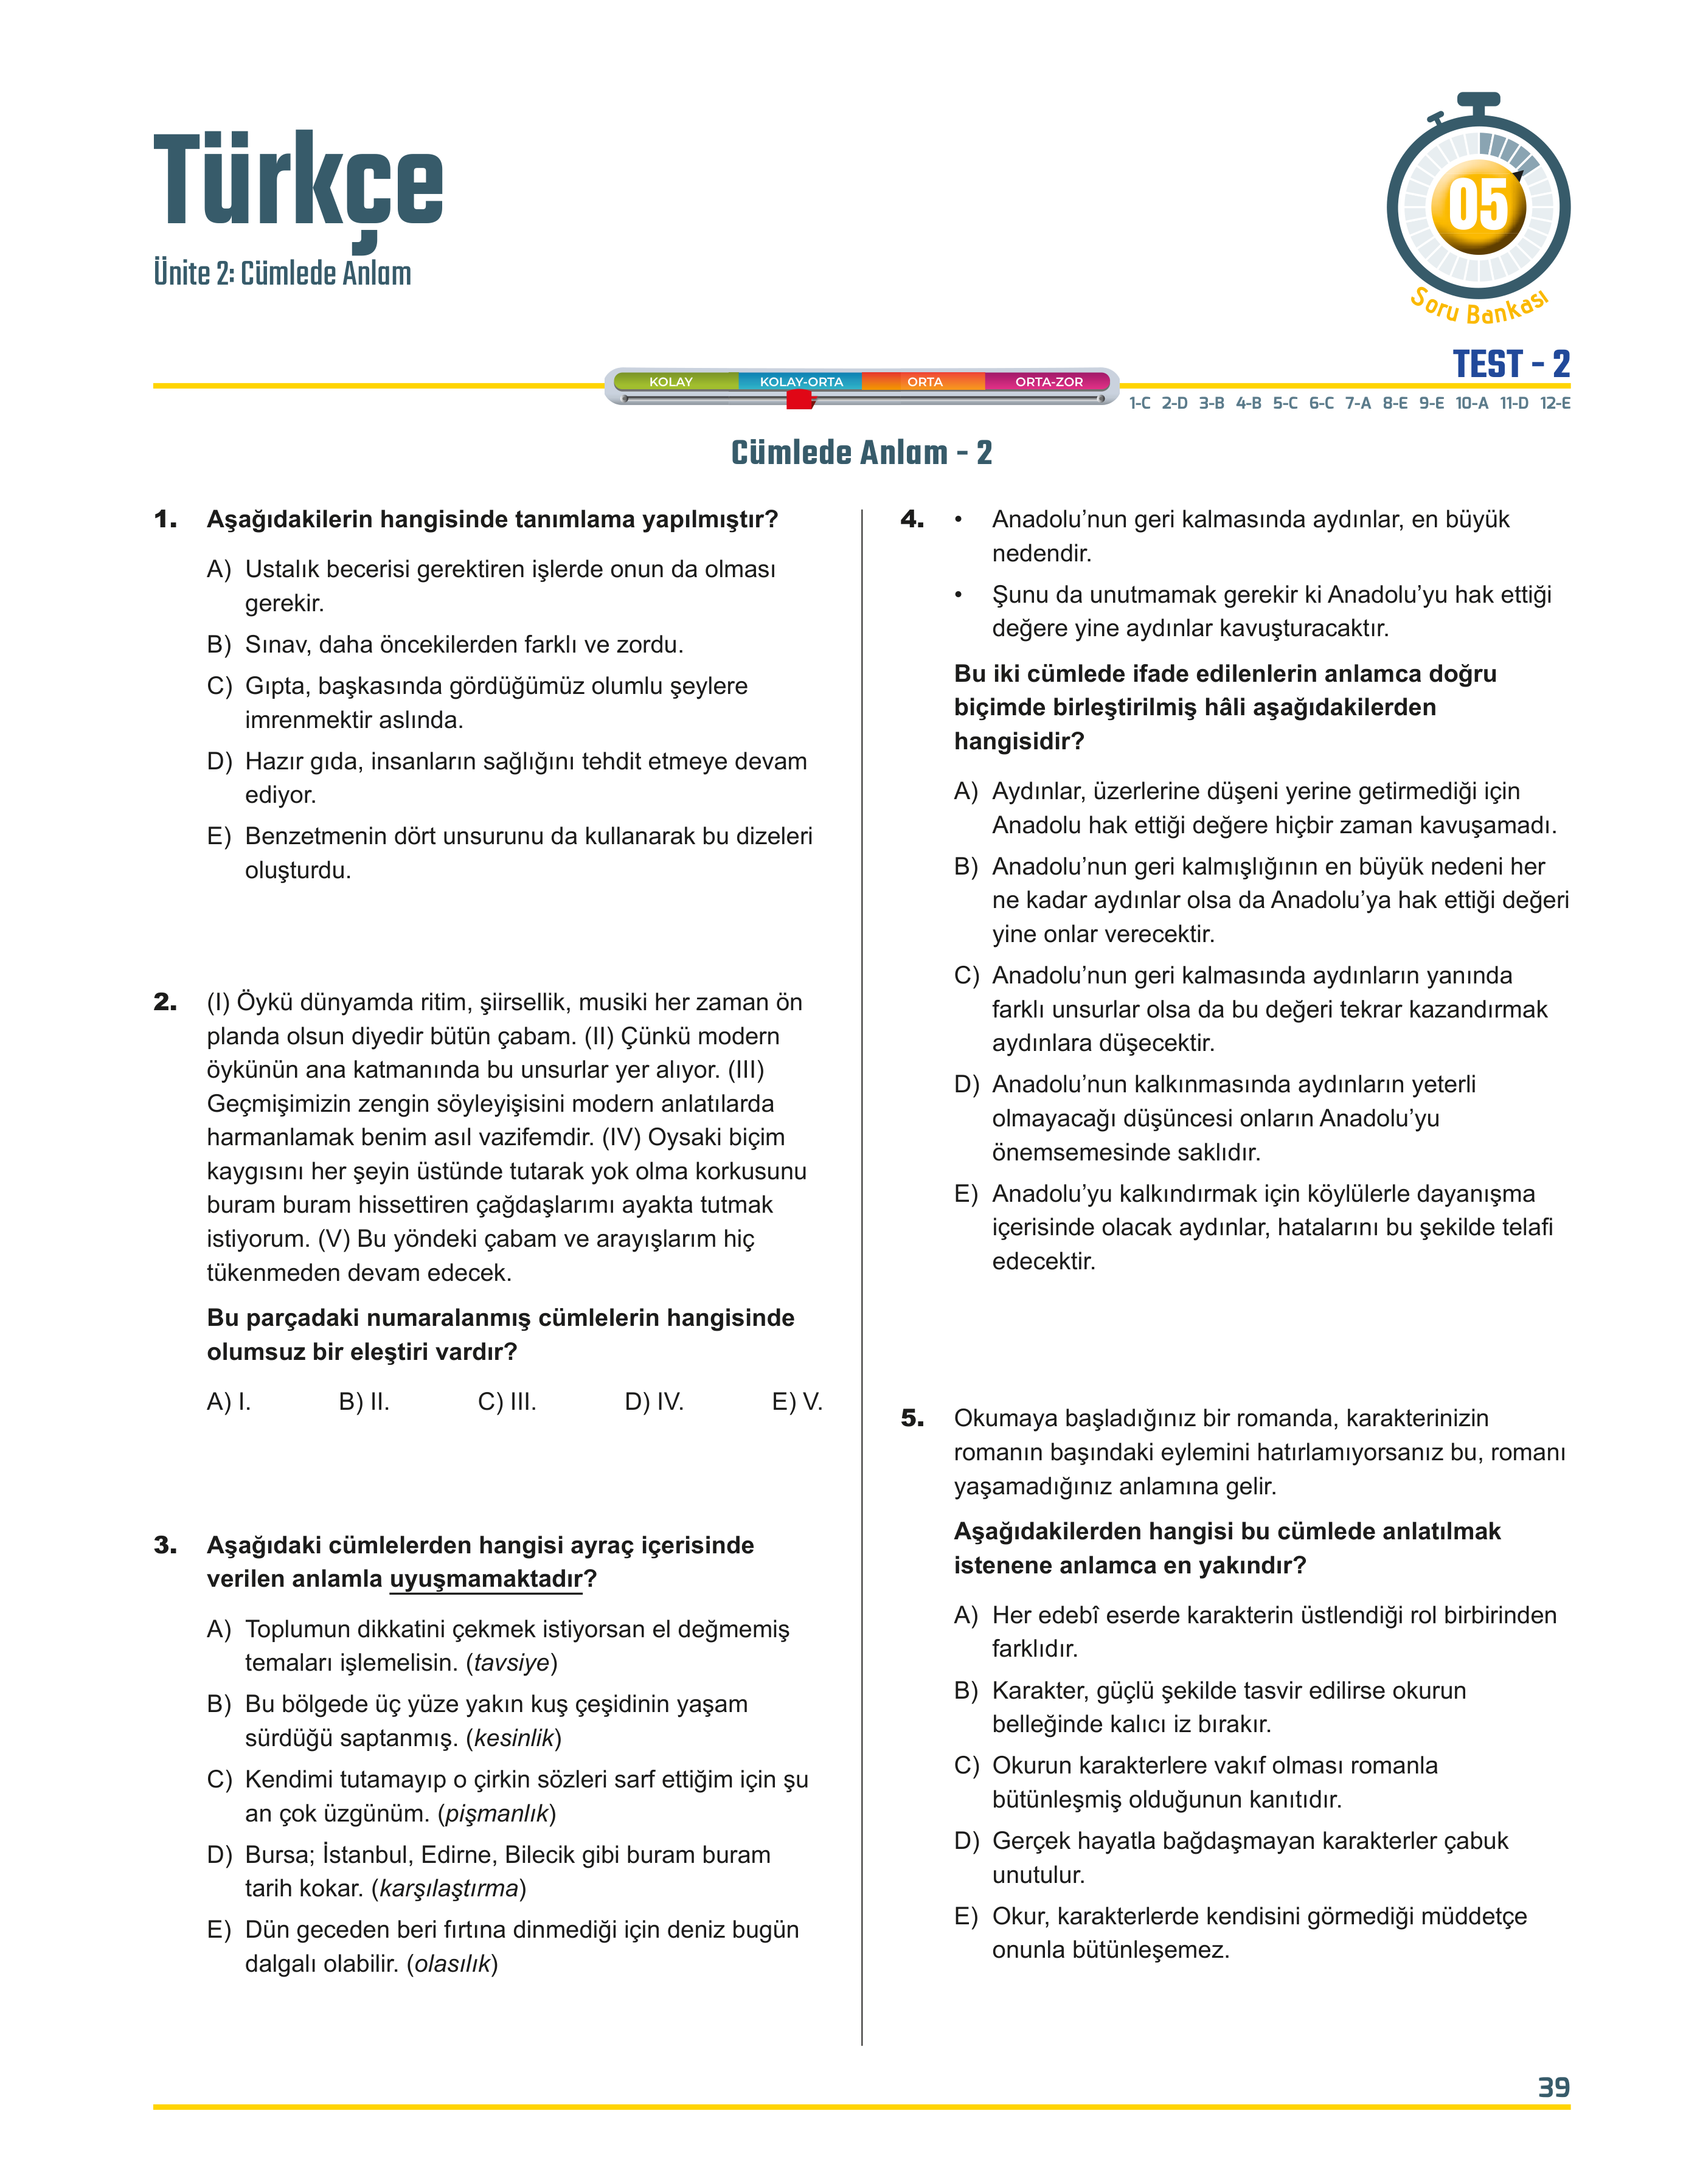 Türkçe
Ünite 2: Cümlede Anlam
05
Soru Bankası
TEST - 2
KOLAY KOLAY-ORTA ORTA ORTA-ZOR
1-C 2-D 3-B 4-B 5-C 6-C 7-A 8-E 9-E 10-A 11-D 12-E
Cümlede Anlam - 2
1. Aşağıdakilerin hangisinde tanımlama yapılmıştır?
A) Ustalık becerisi gerektiren işlerde onun da olması
gerekir.
B) Sınav, daha öncekilerden farklı ve zordu.
C) Gıpta, başkasında gördüğümüz olumlu şeylere
imrenmektir aslında.
D) Hazır gıda, insanların sağlığını tehdit etmeye devam
ediyor.
E) Benzetmenin dört unsurunu da kullanarak bu dizeleri
oluşturdu.
2. (I) Öykü dünyamda ritim, şiirsellik, musiki her zaman ön
planda olsun diyedir bütün çabam. (II) Çünkü modern
öykünün ana katmanında bu unsurlar yer alıyor. (III)
Geçmişimizin zengin söyleyişisini modern anlatılarda
harmanlamak benim asıl vazifemdir. (IV) Oysaki biçim
kaygısını her şeyin üstünde tutarak yok olma korkusunu
buram buram hissettiren çağdaşlarımı ayakta tutmak
istiyorum. (V) Bu yöndeki çabam ve arayışlarım hiç
tükenmeden devam edecek.
Bu parçadaki numaralanmış cümlelerin hangisinde
olumsuz bir eleştiri vardır?
A) I. B) II. C) III. D) IV. E) V.
3. Aşağıdaki cümlelerden hangisi ayraç içerisinde
verilen anlamla uyuşmamaktadır?
A) Toplumun dikkatini çekmek istiyorsan el değmemiş
temaları işlemelisin. (tavsiye)
B) Bu bölgede üç yüze yakın kuş çeşidinin yaşam
sürdüğü saptanmış. (kesinlik)
C) Kendimi tutamayıp o çirkin sözleri sarf ettiğim için şu
an çok üzgünüm. (pişmanlık)
D) Bursa; İstanbul, Edirne, Bilecik gibi buram buram
tarih kokar. (karşılaştırma)
E) Dün geceden beri fırtına dinmediği için deniz bugün
dalgalı olabilir. (olasılık)
4. • Anadolu’nun geri kalmasında aydınlar, en büyük
nedendir.
• Şunu da unutmamak gerekir ki Anadolu’yu hak ettiği
değere yine aydınlar kavuşturacaktır.
Bu iki cümlede ifade edilenlerin anlamca doğru
biçimde birleştirilmiş hâli aşağıdakilerden
hangisidir?
A) Aydınlar, üzerlerine düşeni yerine getirmediği için
Anadolu hak ettiği değere hiçbir zaman kavuşamadı.
B) Anadolu’nun geri kalmışlığının en büyük nedeni her
ne kadar aydınlar olsa da Anadolu’ya hak ettiği değeri
yine onlar verecektir.
C) Anadolu’nun geri kalmasında aydınların yanında
farklı unsurlar olsa da bu değeri tekrar kazandırmak
aydınlara düşecektir.
D) Anadolu’nun kalkınmasında aydınların yeterli
olmayacağı düşüncesi onların Anadolu’yu
önemsemesinde saklıdır.
E) Anadolu’yu kalkındırmak için köylülerle dayanışma
içerisinde olacak aydınlar, hatalarını bu şekilde telafi
edecektir.
5. Okumaya başladığınız bir romanda, karakterinizin
romanın başındaki eylemini hatırlamıyorsanız bu, romanı
yaşamadığınız anlamına gelir.
Aşağıdakilerden hangisi bu cümlede anlatılmak
istenene anlamca en yakındır?
A) Her edebî eserde karakterin üstlendiği rol birbirinden
farklıdır.
B) Karakter, güçlü şekilde tasvir edilirse okurun
belleğinde kalıcı iz bırakır.
C) Okurun karakterlere vakıf olması romanla
bütünleşmiş olduğunun kanıtıdır.
D) Gerçek hayatla bağdaşmayan karakterler çabuk
unutulur.
E) Okur, karakterlerde kendisini görmediği müddetçe
onunla bütünleşemez.
39